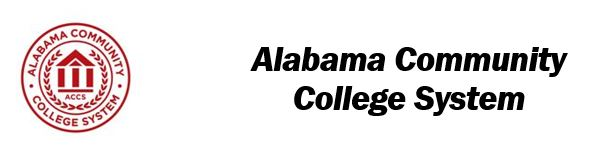 ALABAMA COMMUNITY
COLLEGE SYSTEM
ACCS
Alabama Community
College System